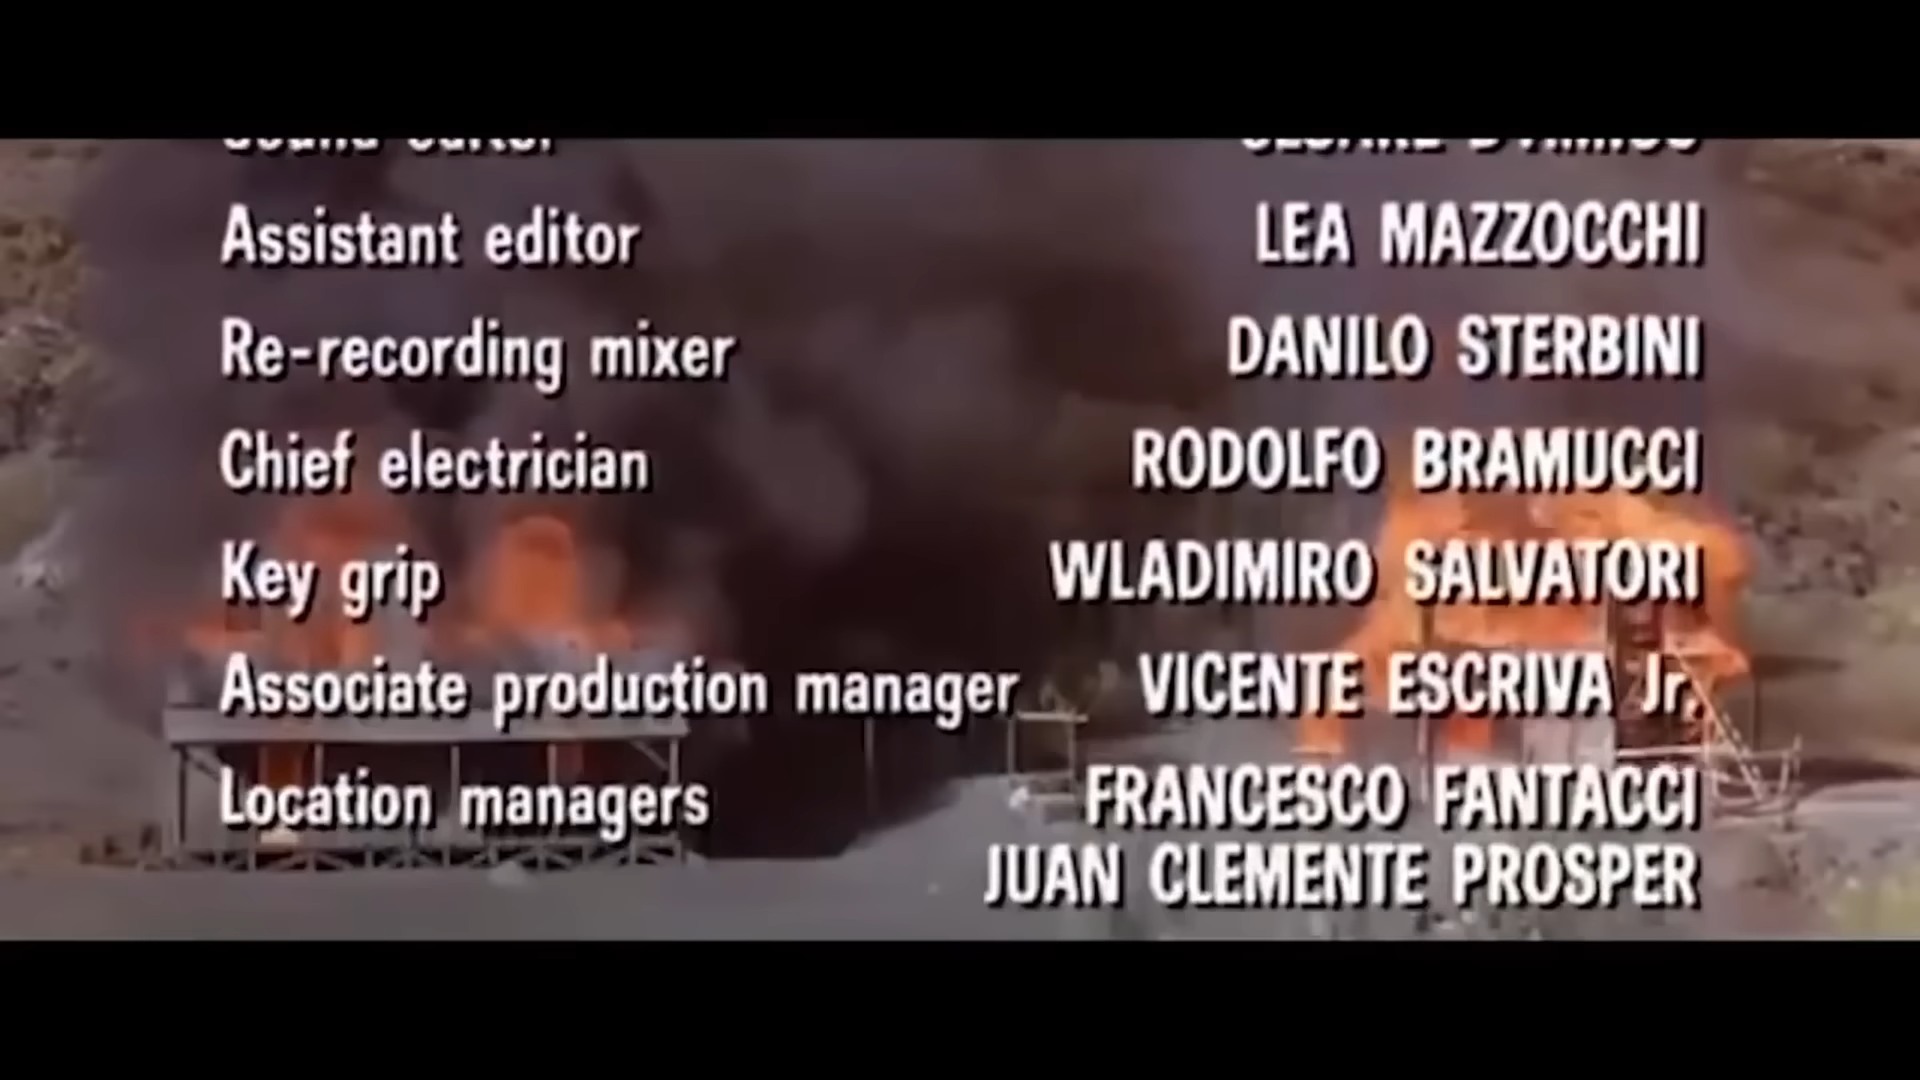 Assistant editor LEA MAZZOCCHI
Re-recording mixer DANILO STERBINI
Chief electrician RODOLFO BRAMUCCI
Key grip WLADIMIRO SALVATORI
Associate production manager VICENTE ESCRIVA Jr.
Location managers FRANCESCO FANTACCI
JUAN CLEMENTE PROSPER